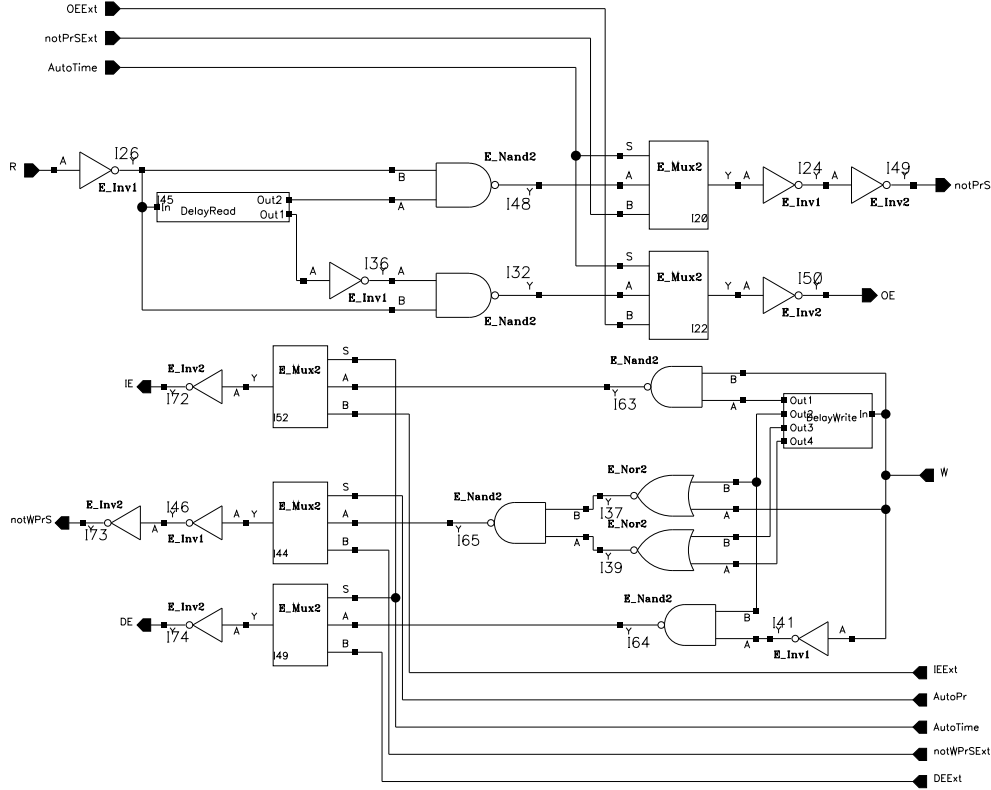 OEExt
notPrSExt
AutoTime
R
A
I26
Y
E_Inv1
I45
In
DelayRead
Out2
Out1
B
A
E_Nand2
Y
I48
S
A
B
E_Mux2
I20
Y
A
I24
Y
E_Inv1
A
I49
Y
E_Inv2
notPrS
A
I36
Y
E_Inv1
A
B
I32
Y
E_Nand2
S
A
B
E_Mux2
I22
Y
A
I50
Y
E_Inv2
OE
IE
Y
E_Inv2
I72
A
Y
E_Mux2
I52
S
A
B
E_Nand2
Y
I63
B
A
Out1
Out2
Out3
Out4
DelayWrite
In
W
notWPrS
Y
E_Inv2
I73
A
I46
Y
E_Inv1
A
Y
E_Mux2
I44
S
A
B
E_Nand2
Y
I65
B
A
E_Nor2
Y
I37
B
A
E_Nor2
Y
I39
B
A
DE
Y
E_Inv2
I74
A
Y
E_Mux2
I49
S
A
B
E_Nand2
Y
I64
B
A
I41
Y
E_Inv1
A
IEExt
AutoPr
AutoTime
notWPrSExt
DEExt